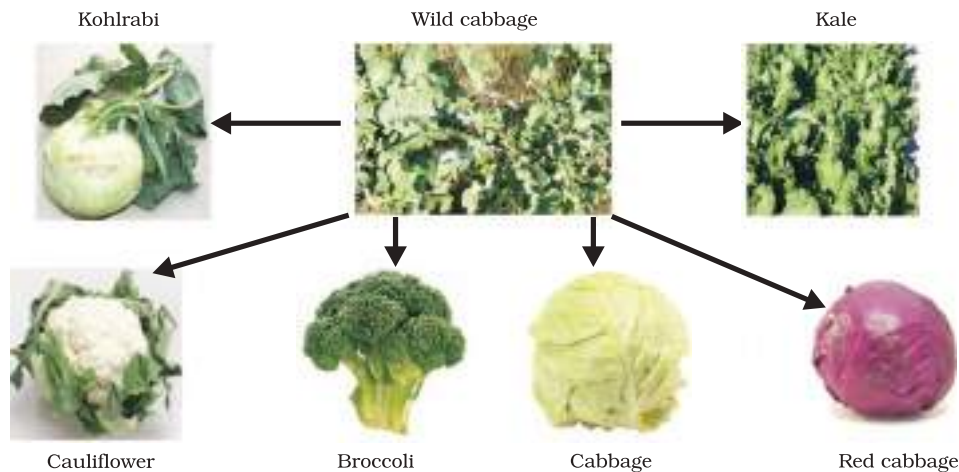 Kohlrabi
Wild cabbage
Kale
Cauliflower
Broccoli
Cabbage
Red cabbage